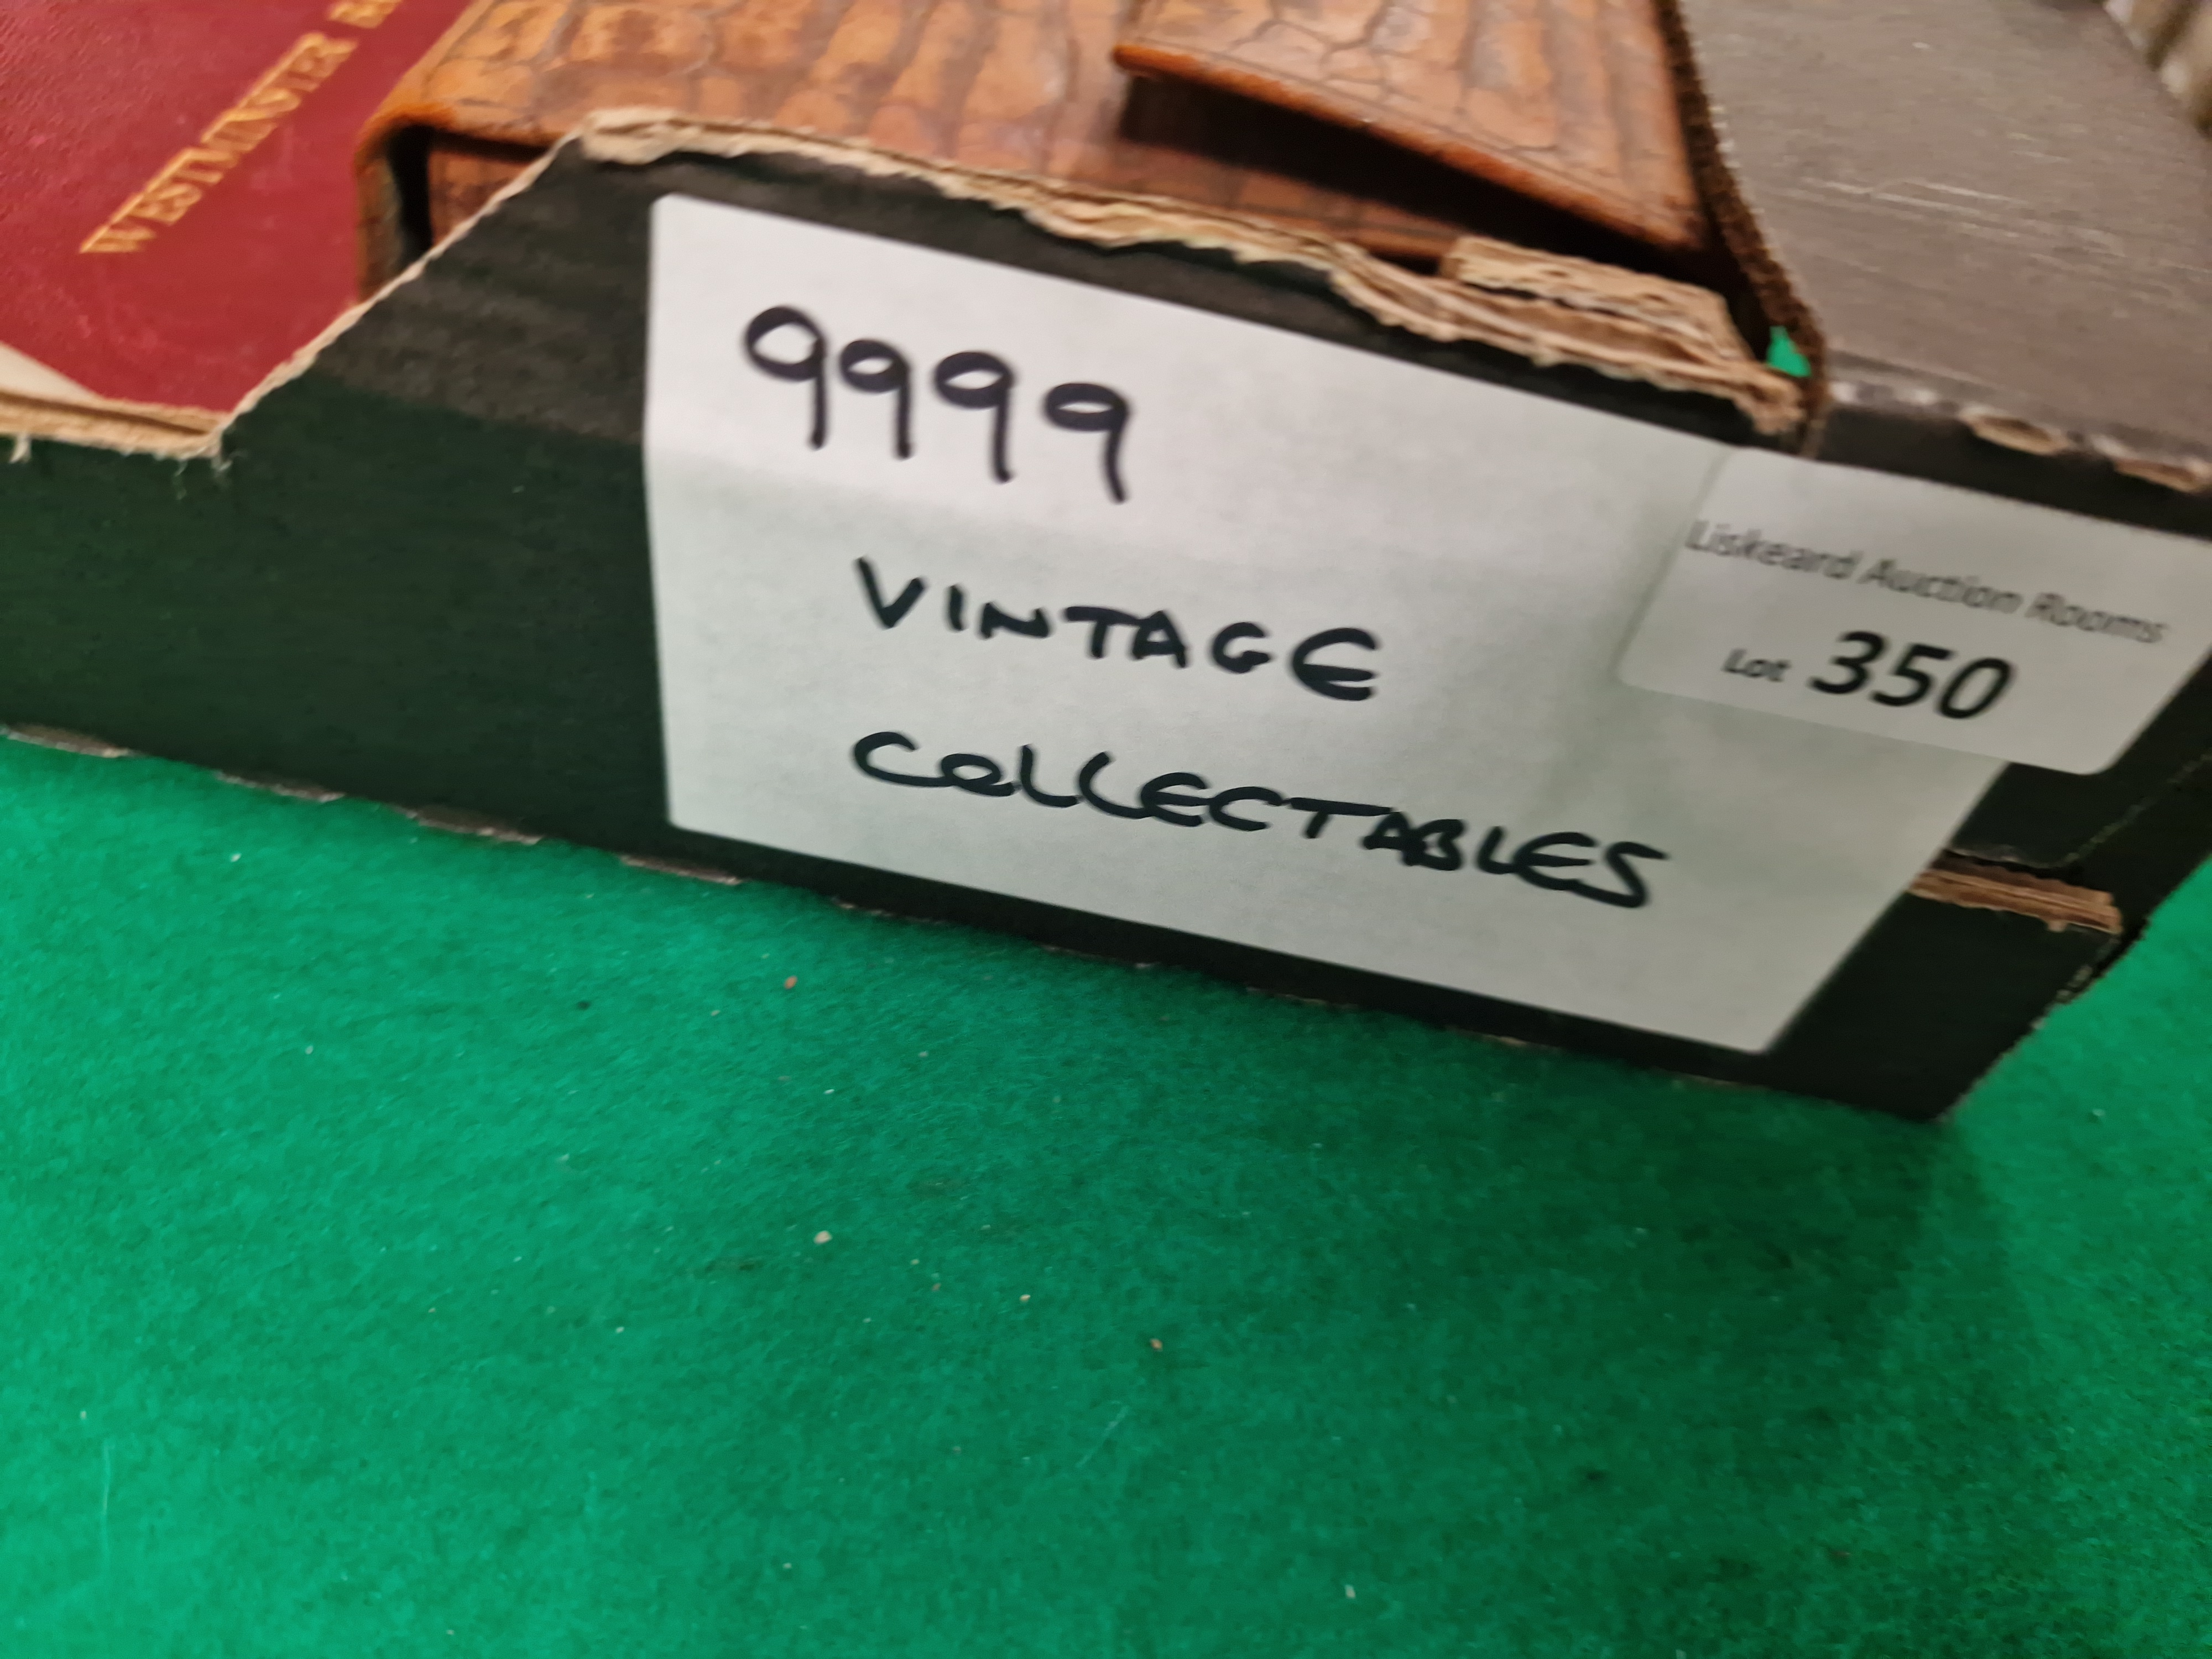 WESTMINSTER
9999
VINTAGE
COLLECTABLES
Liskeard Auction Rooms
Lot 350